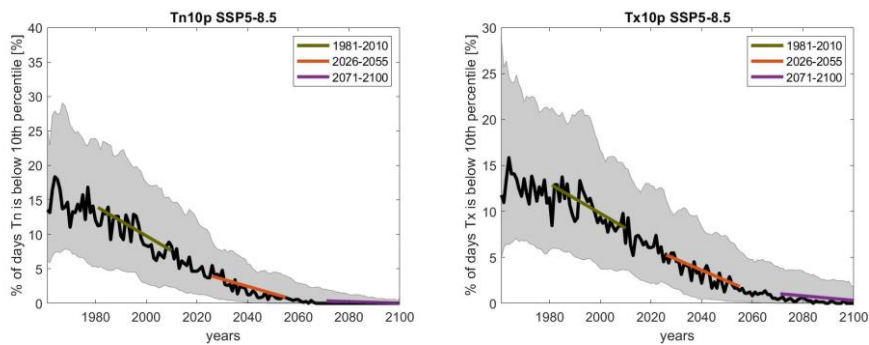 Tn10p SSP5-8.5
% of days Tn is below 10th percentile [%]
40
35
30
25
20
15
10
5
0
1981-2010
2026-2055
2071-2100
1980 2000 2020 2040 2060 2080 2100
years
Tx10p SSP5-8.5
% of days Tx is below 10th percentile [%]
30
25
20
15
10
5
0
1981-2010
2026-2055
2071-2100
1980 2000 2020 2040 2060 2080 2100
years